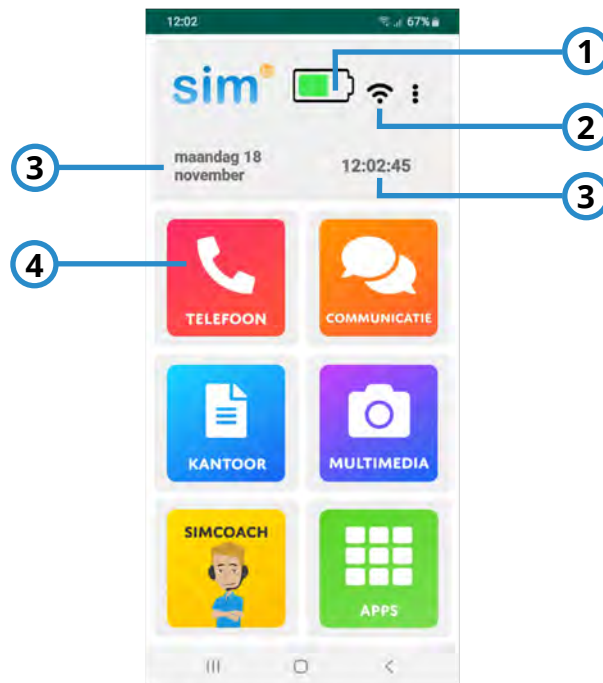 12:02
67%
1
sim
2
3
maandag 18
november
12:02:45
3
4
TELEFOON
COMMUNICATIE
KANTOOR
MULTIMEDIA
SIMCOACH
APPS